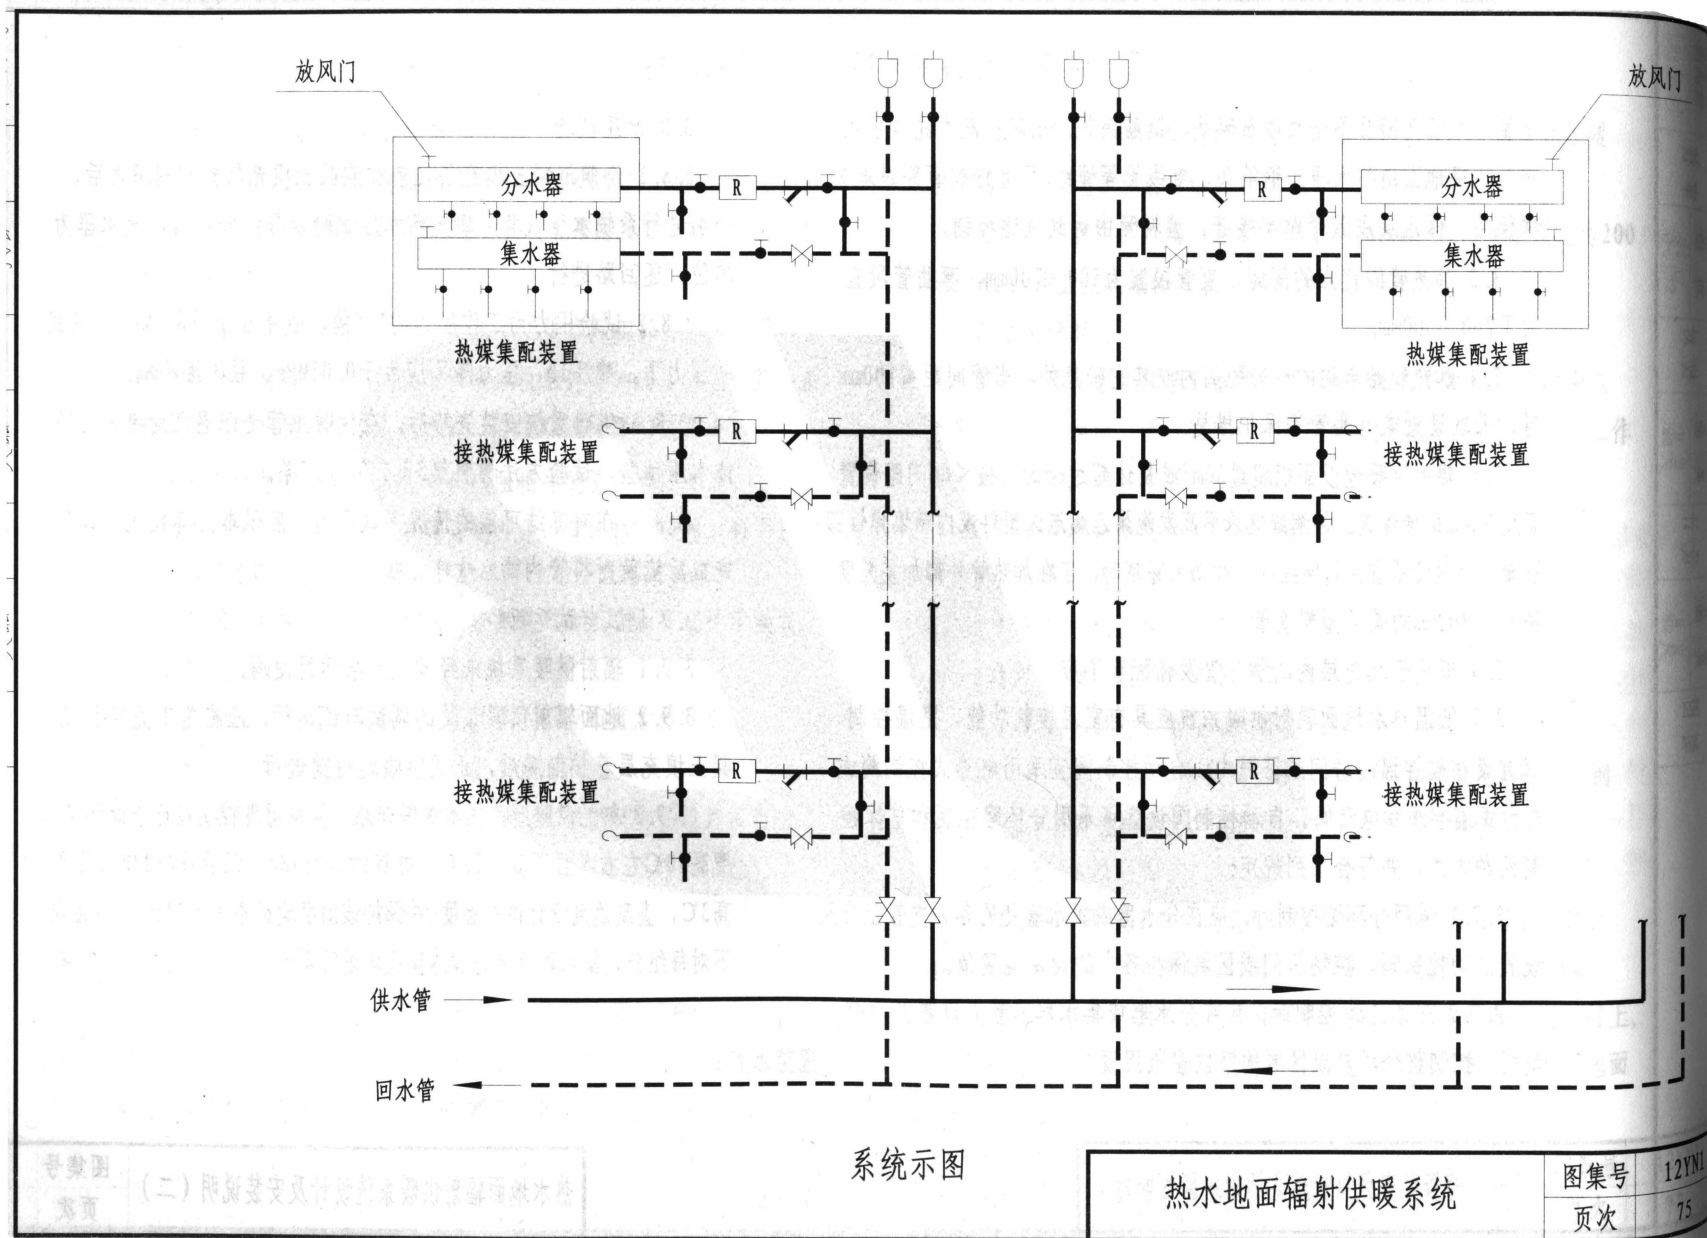 放风门
放风门
分水器
R
R
分水器
集水器
集水器
热媒集配装置
热媒集配装置
R
R
接热媒集配装置
接热媒集配装置
R
R
接热媒集配装置
接热媒集配装置
供水管
回水管
系统示图
热水地面辐射供暖系统
图集号
12YN1
页次
75